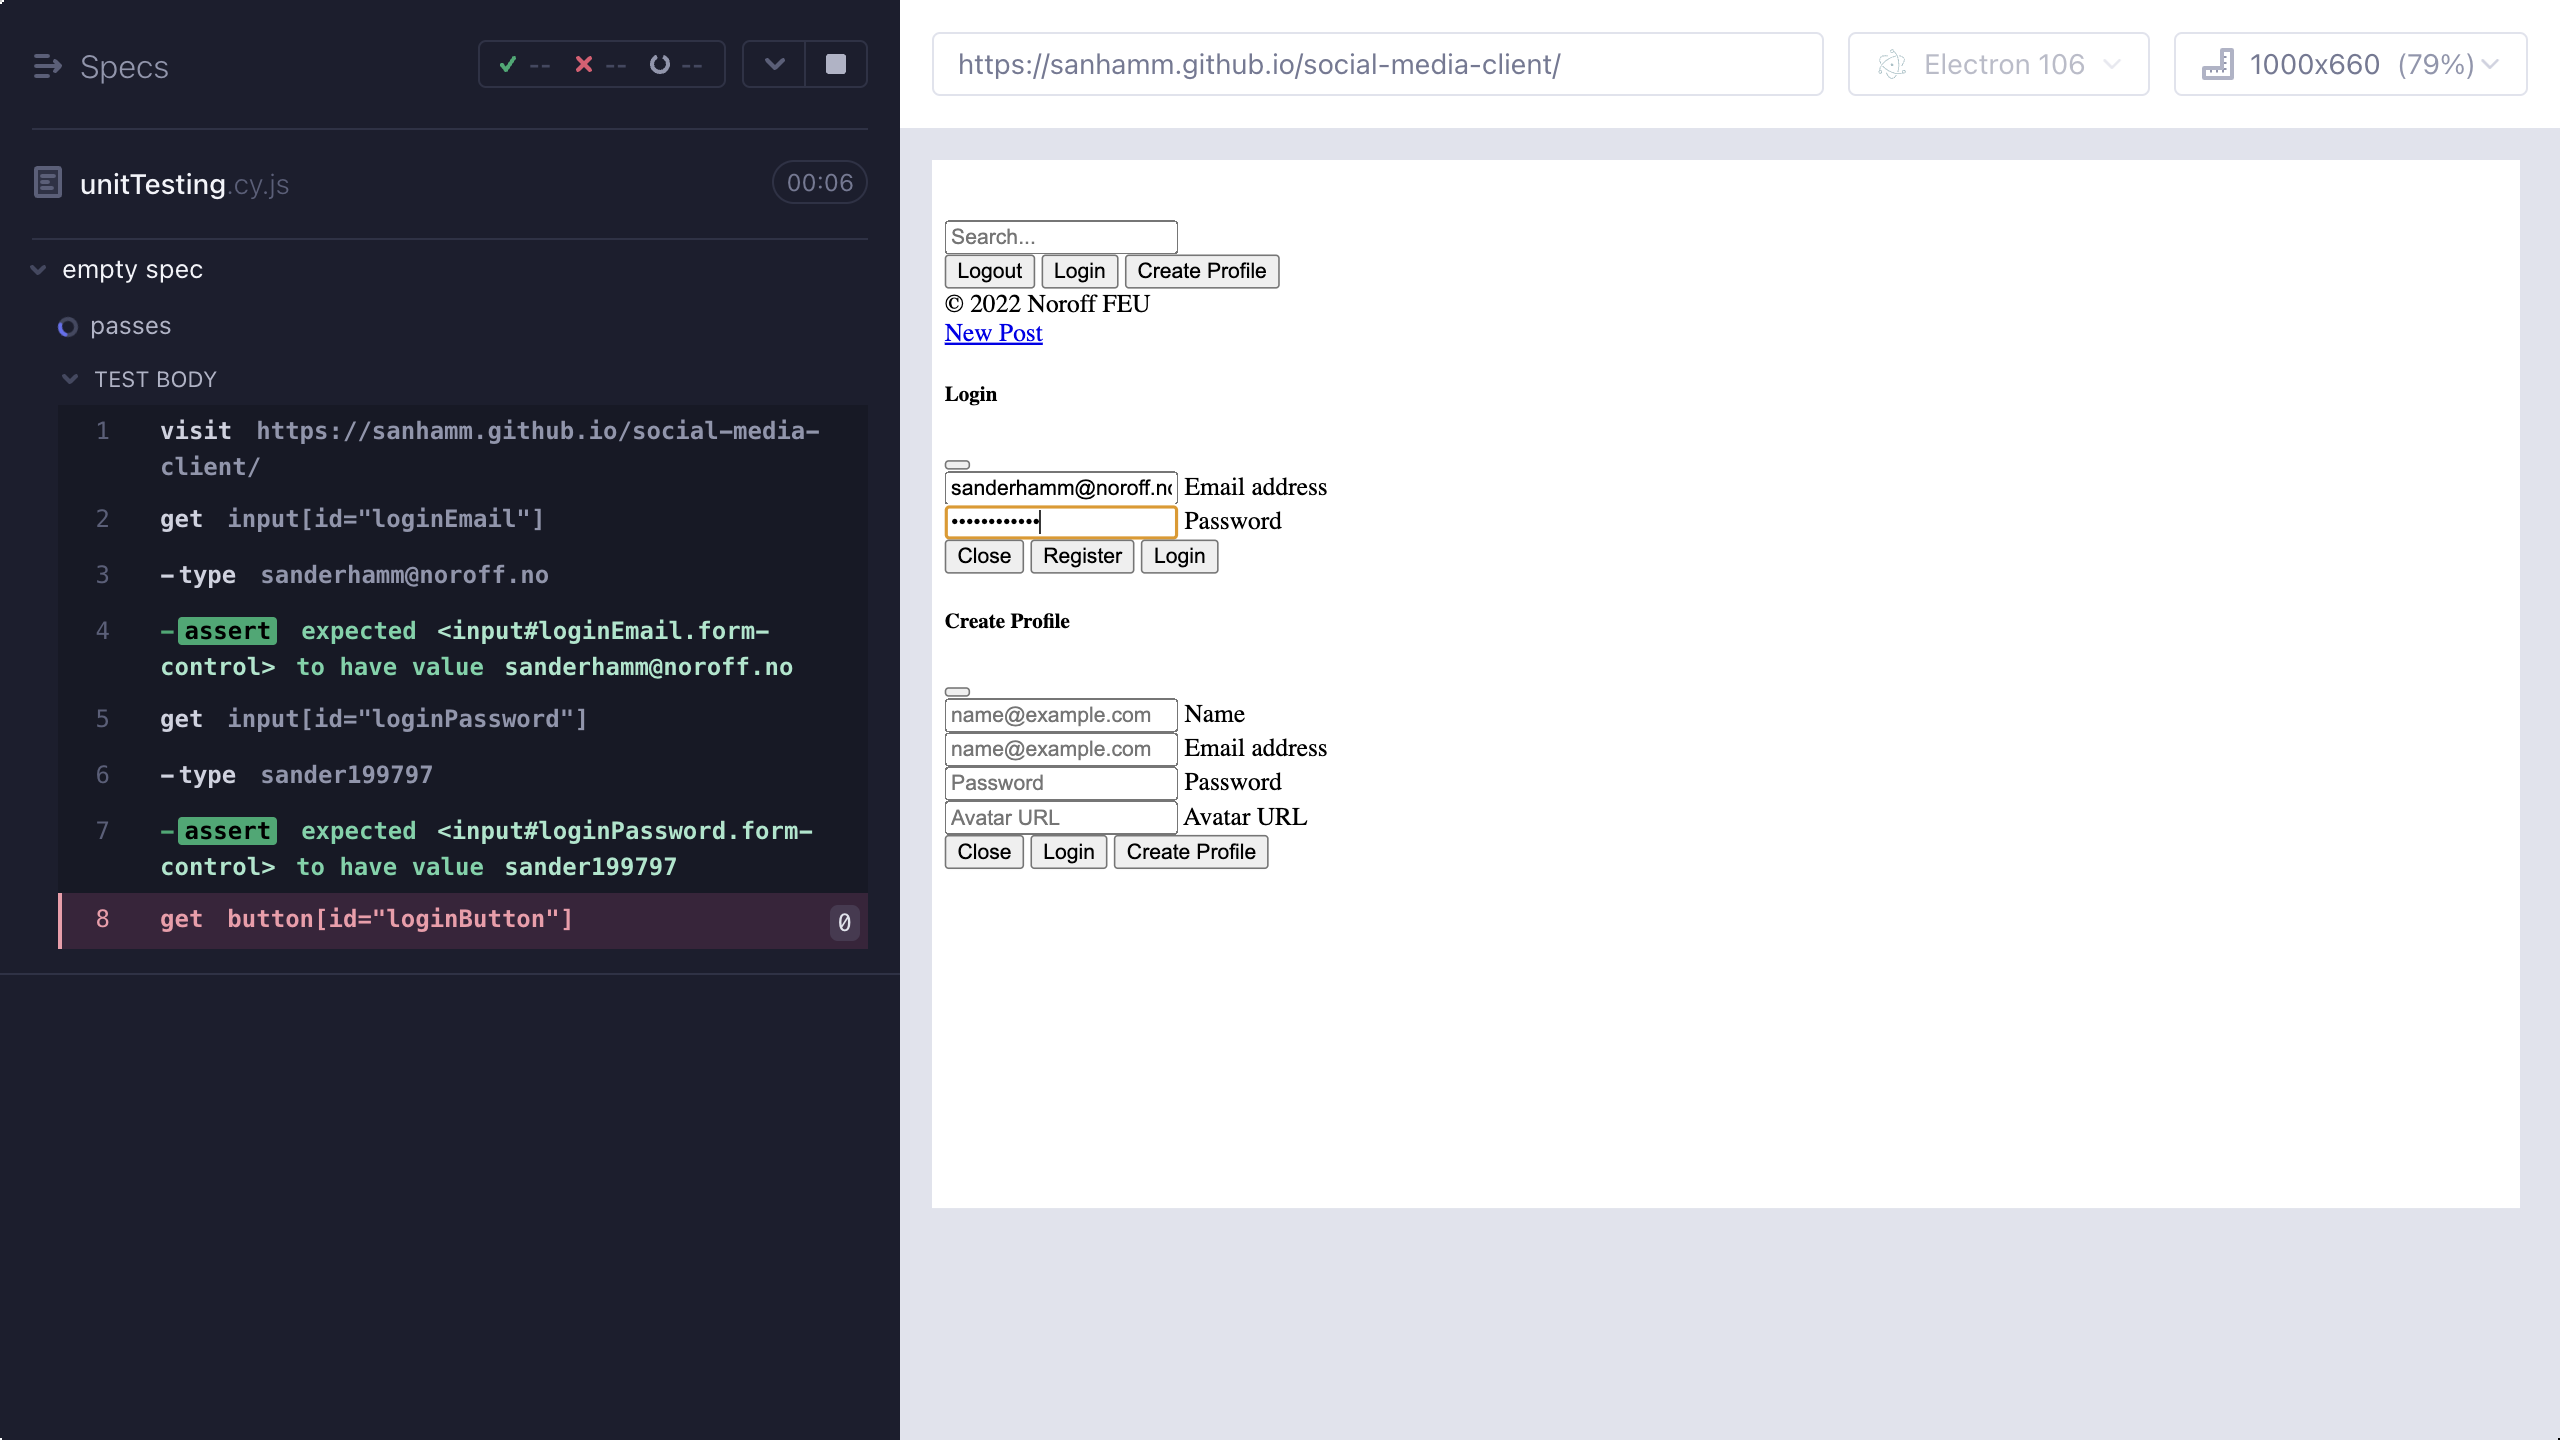 Specs
-- -- --
unitTesting.cy.js
00:06
empty spec
passes
TEST BODY
1 visit https://sanhamm.github.io/social-media-
client/
2 get input[id="loginEmail"]
3 -type sanderhamm@noroff.no
4 -assert expected <input#loginEmail.form-
control> to have value sanderhamm@noroff.no
5 get input[id="loginPassword"]
6 -type sander199797
7 -assert expected <input#loginPassword.form-
control> to have value sander199797
8 get button[id="loginButton"] 0
https://sanhamm.github.io/social-media-client/
Electron 106
1000x660 (79%)
Search...
Logout Login Create Profile
© 2022 Noroff FEU
New Post
Login
sanderhamm@noroff.no Email address
•••••••••••• Password
Close Register Login
Create Profile
name@example.com Name
name@example.com Email address
Password Password
Avatar URL Avatar URL
Close Login Create Profile